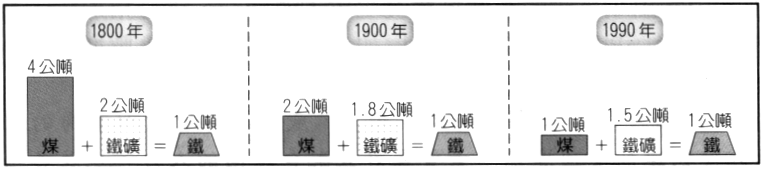 1800年
4公噸
2公噸
1公噸
煤 + 鐵礦 = 鐵
1900年
2公噸
1.8公噸
1公噸
煤 + 鐵礦 = 鐵
1990年
1公噸
1.5公噸
1公噸
煤 + 鐵礦 = 鐵